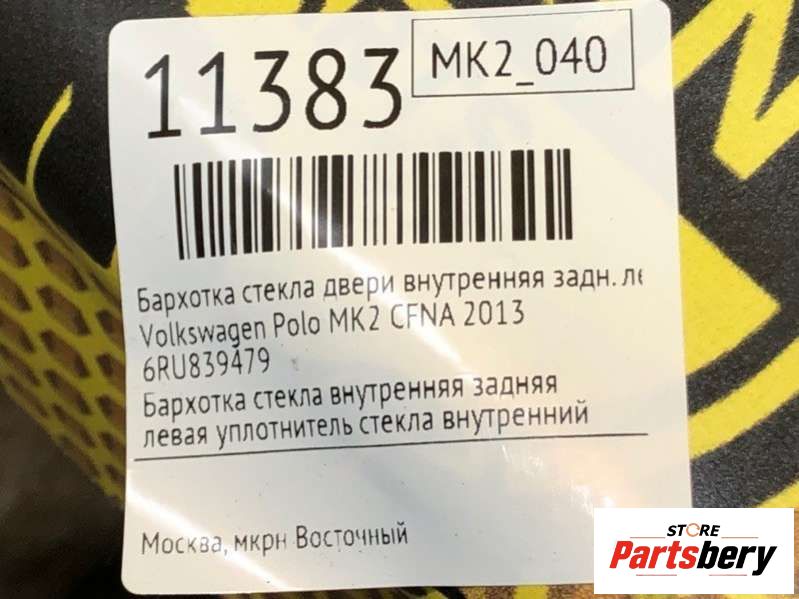 11383
MK2_040
Бархотка стекла двери внутренняя задн. ле
Volkswagen Polo MK2 CFNA 2013
6RU839479
Бархотка стекла внутренняя задняя
левая уплотнитель стекла внутренний
Москва, мкрн Восточный
STORE
Partsbery